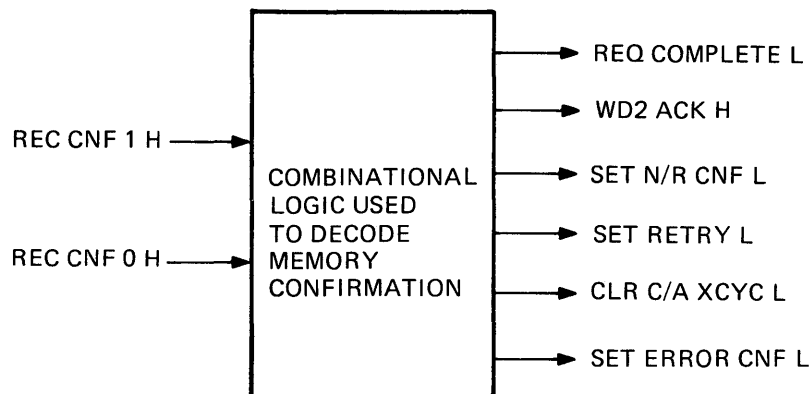 REQ COMPLETE L
WD2 ACK H
REC CNF 1 H
SET N/R CNF L
COMBINATIONAL
LOGIC USED
TO DECODE
MEMORY
CONFIRMATION
SET RETRY L
REC CNF 0 H
CLR C/A XCYC L
SET ERROR CNF L